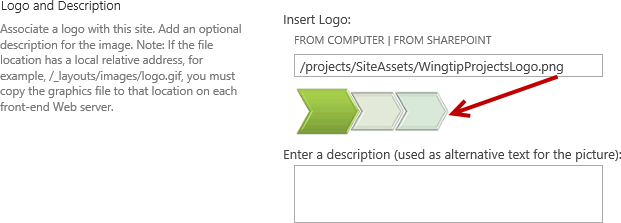 Logo and Description
Associate a logo with this site. Add an optional
description for the image. Note: If the file
location has a local relative address, for
example, /_layouts/images/logo.gif, you must
copy the graphics file to that location on each
front-end Web server.
Insert Logo:
FROM COMPUTER | FROM SHAREPOINT
/projects/SiteAssets/WingtipProjectsLogo.png
Enter a description (used as alternative text for the picture):